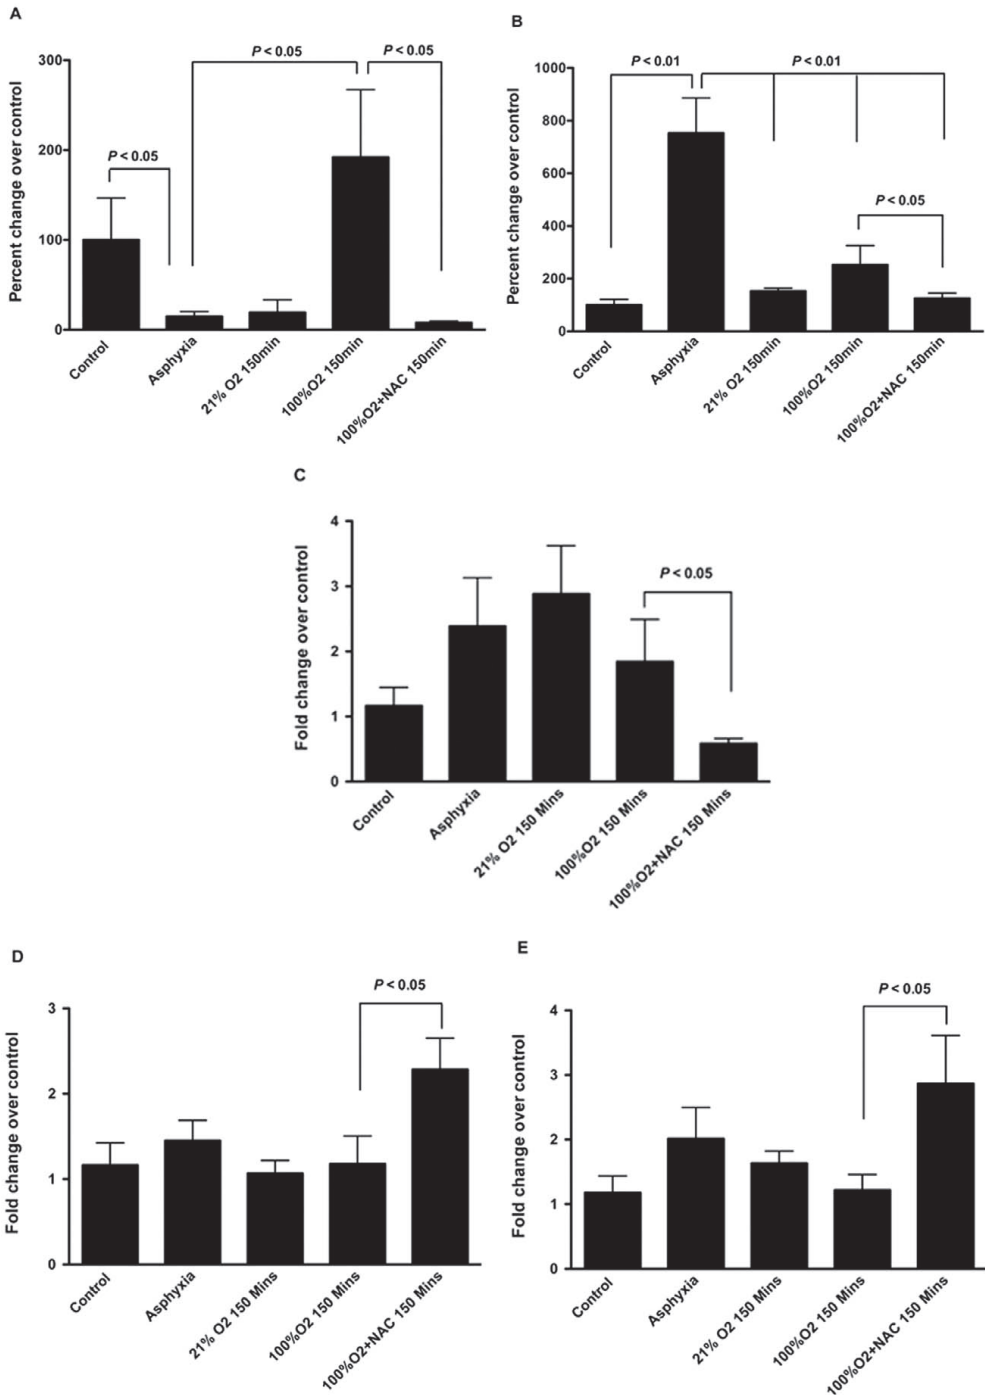 A
P < 0.05
P < 0.05
P < 0.05
300
200
100
0
Percent change over control
Control
Asphyxia
21% O2 150min
100%O2 150min
100%O2+NAC 150min
B
P < 0.01
P < 0.01
P < 0.05
1000
800
600
400
200
0
Percent change over control
Control
Asphyxia
21% O2 150min
100%O2 150min
100%O2+NAC 150min
C
P < 0.05
4
3
2
1
0
Fold change over control
Control
Asphyxia
21% O2 150 Mins
100%O2 150 Mins
100%O2+NAC 150 Mins
D
P < 0.05
3
2
1
0
Fold change over control
Control
Asphyxia
21% O2 150 Mins
100%O2 150 Mins
100%O2+NAC 150 Mins
E
P < 0.05
4
3
2
1
0
Fold change over control
Control
Asphyxia
21% O2 150 Mins
100%O2 150 Mins
100%O2+NAC 150 Mins